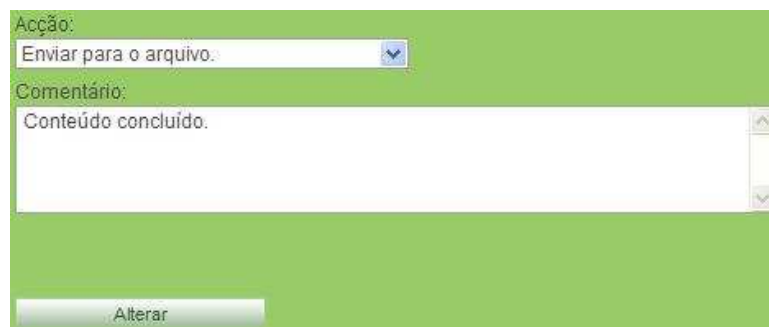 Acção:
Enviar para o arquivo.
Comentário:
Conteúdo concluído.
Alterar